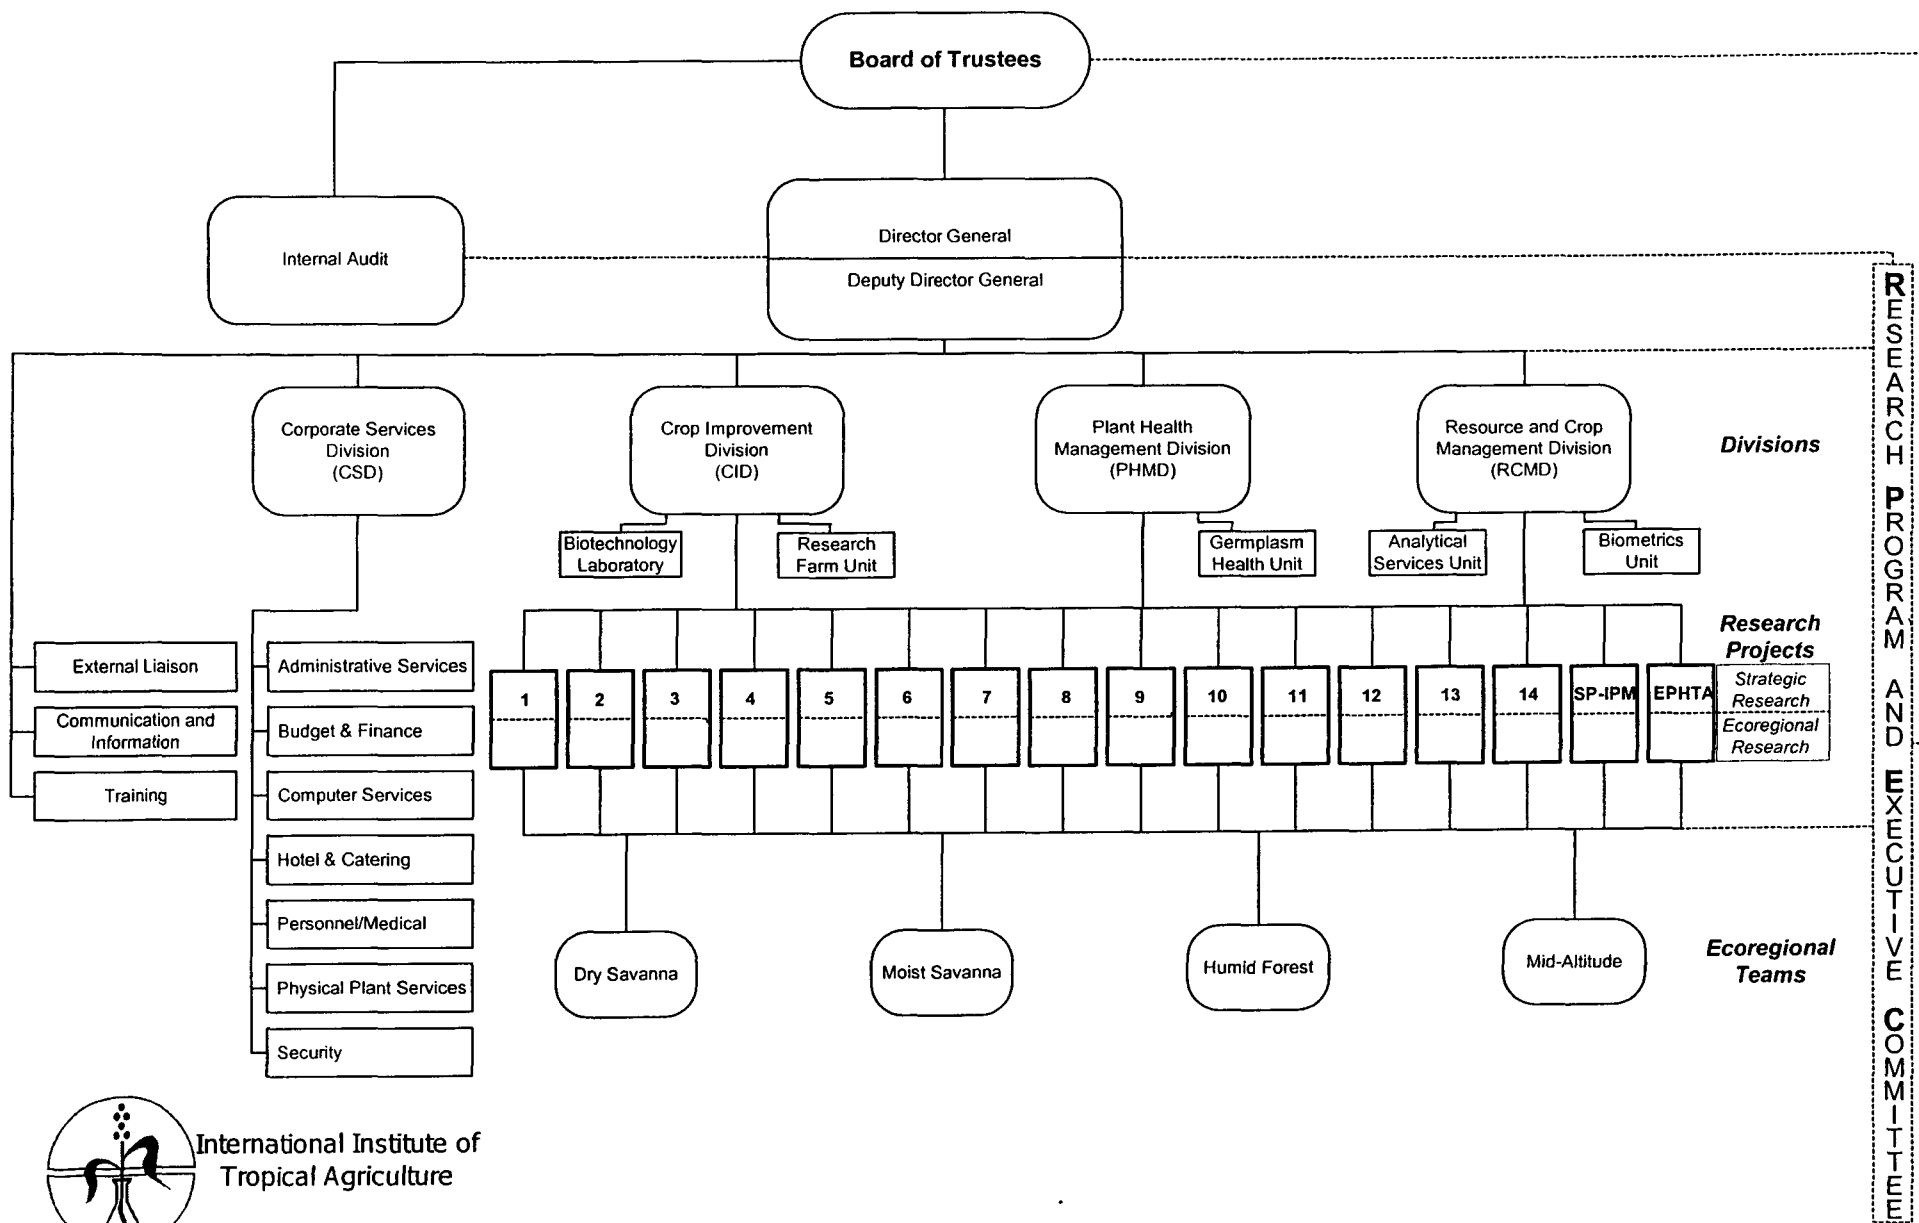 Board of Trustees
Internal Audit
Director General
Deputy Director General
Corporate Services
Division
(CSD)
Crop Improvement
Division
(CID)
Plant Health
Management Division
(PHMD)
Resource and Crop
Management Division
(RCMD)
Divisions
Biotechnology
Laboratory
Research
Farm Unit
Germplasm
Health Unit
Analytical
Services Unit
Biometrics
Unit
Research
Projects
External Liaison
Communication and
Information
Training
Administrative Services
Budget & Finance
Computer Services
Hotel & Catering
Personnel/Medical
Physical Plant Services
Security
1
2
3
4
5
6
7
8
9
10
11
12
13
14
SP-IPM
EPHTA
Strategic
Research
Ecoregional
Research
Dry Savanna
Moist Savanna
Humid Forest
Mid-Altitude
Ecoregional
Teams
RESEARCH PROGRAM AND EXECUTIVE COMMITTEE
International Institute of
Tropical Agriculture